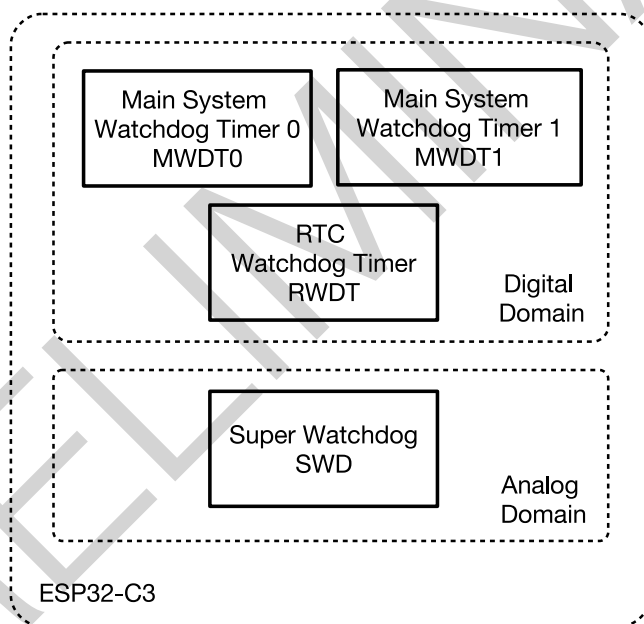 Main System
Watchdog Timer 0
MWDT0
Main System
Watchdog Timer 1
MWDT1
RTC
Watchdog Timer
RWDT
Digital
Domain
Super Watchdog
SWD
Analog
Domain
ESP32-C3